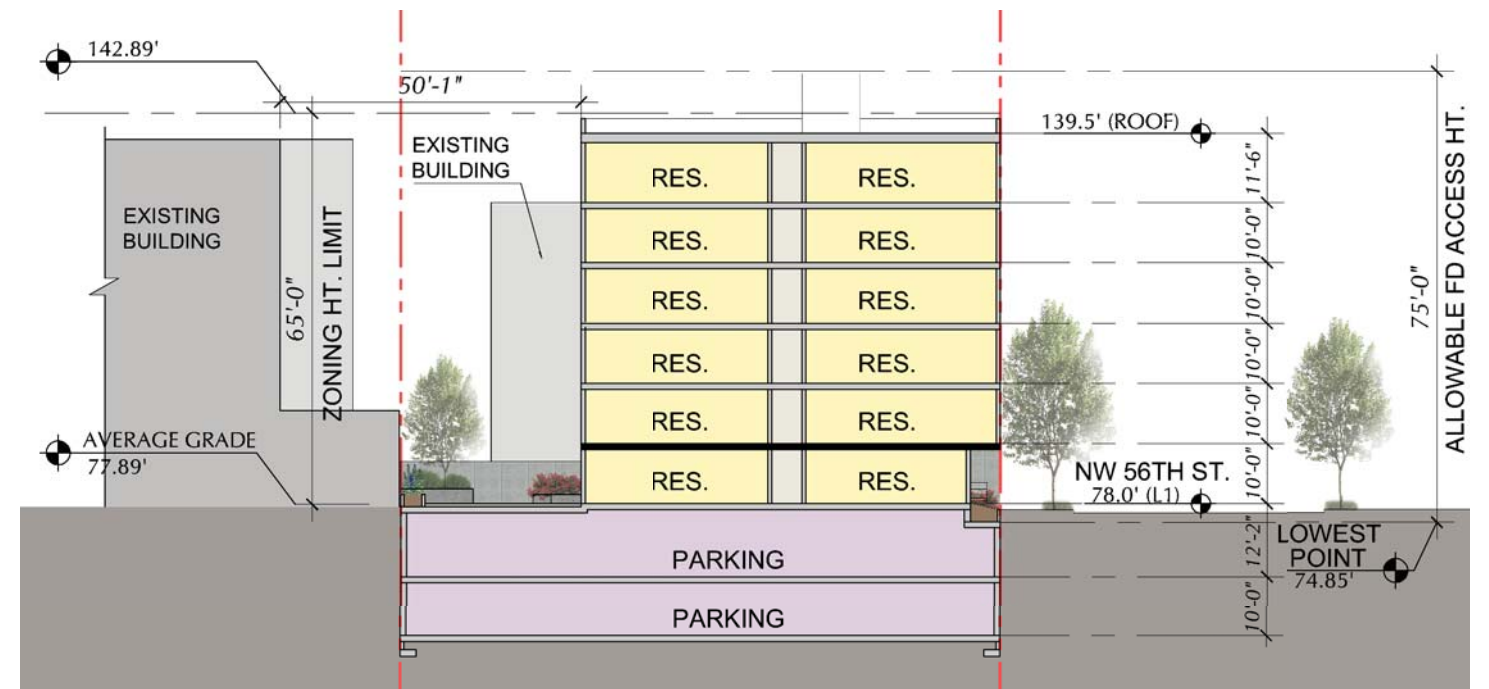 142.89'
50'-1"
139.5' (ROOF)
EXISTING
BUILDING
EXISTING
BUILDING
65'-0"
ZONING HT. LIMIT
AVERAGE GRADE
77.89'
RES. RES.
RES. RES.
RES. RES.
RES. RES.
RES. RES.
RES. RES.
PARKING
PARKING
11'-6"
10'-0"
10'-0"
10'-0"
10'-0"
10'-0"
12'-2"
10'-0"
NW 56TH ST.
78.0' (L1)
LOWEST
POINT
74.85'
75'-0"
ALLOWABLE FD ACCESS HT.